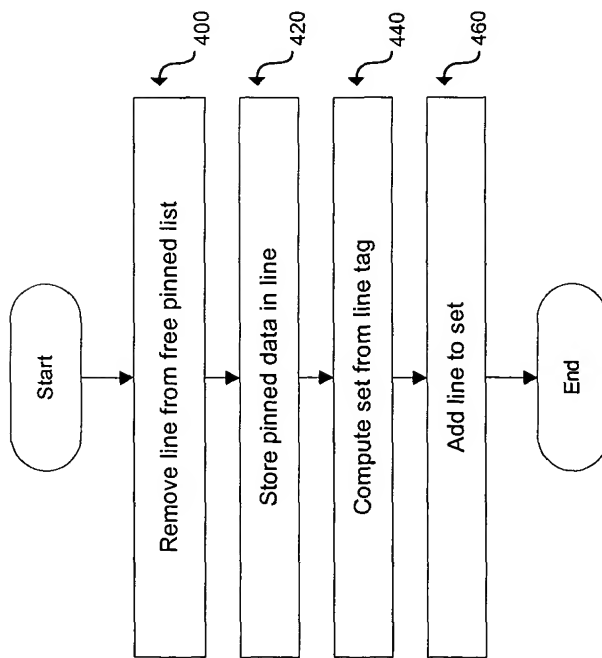 Start
Remove line from free pinned list
400
Store pinned data in line
420
Compute set from line tag
440
Add line to set
460
End